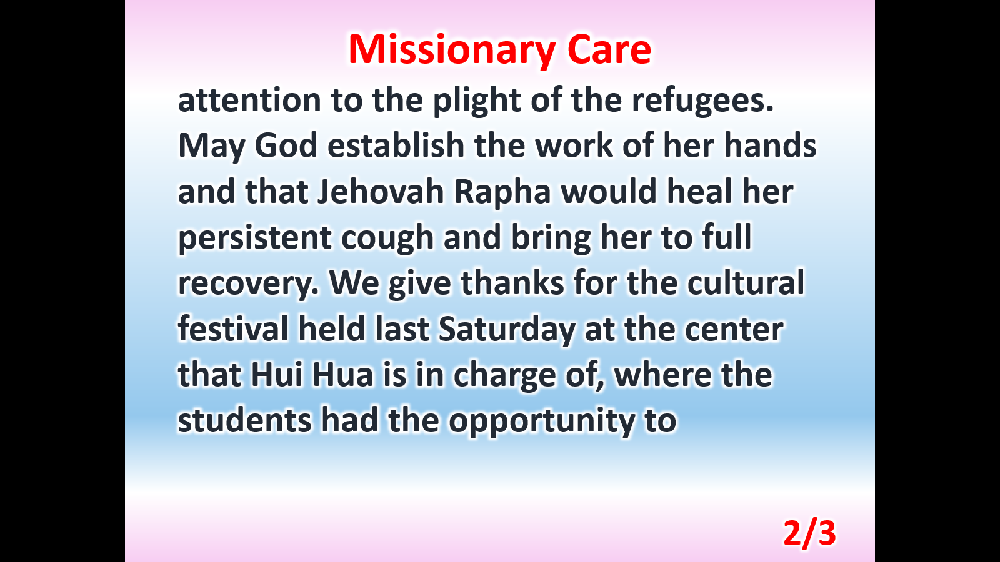 Missionary Care
attention to the plight of the refugees.
May God establish the work of her hands
and that Jehovah Rapha would heal her
persistent cough and bring her to full
recovery. We give thanks for the cultural
festival held last Saturday at the center
that Hui Hua is in charge of, where the
students had the opportunity to
2/3